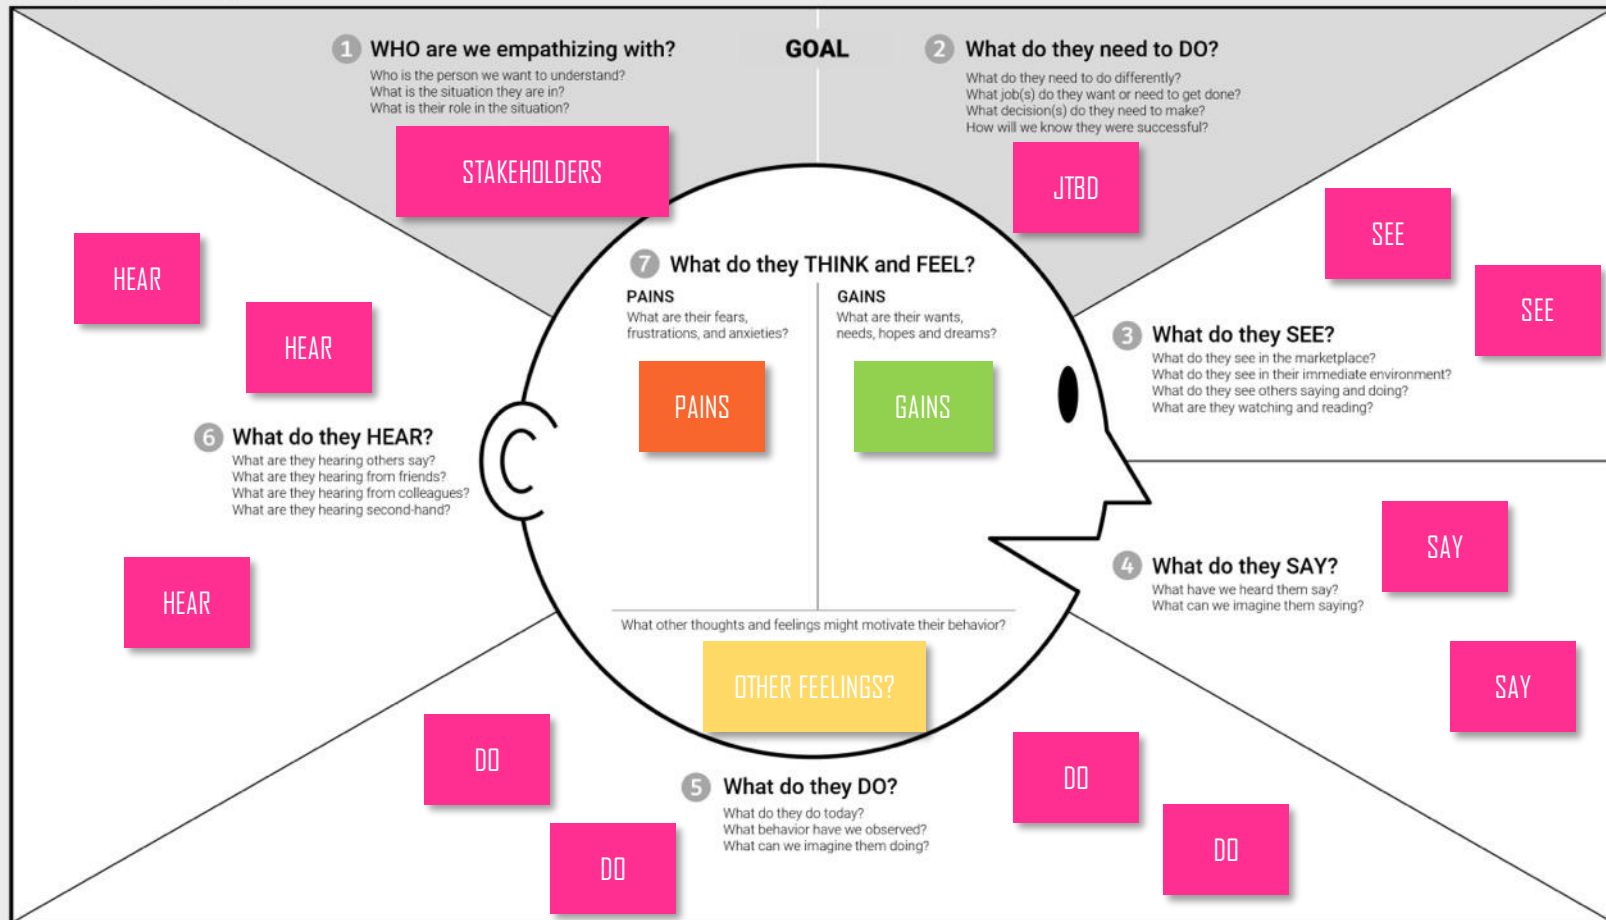 GOAL
1 WHO are we empathizing with?
Who is the person we want to understand?
What is the situation they are in?
What is their role in the situation?
STAKEHOLDERS
2 What do they need to DO?
What do they need to do differently?
What job(s) do they want or need to get done?
What decision(s) do they need to make?
How will we know they were successful?
JTBD
SEE
SEE
3 What do they SEE?
What do they see in the marketplace?
What do they see in their immediate environment?
What do they see others saying and doing?
What are they watching and reading?
4 What do they SAY?
What have we heard them say?
What can we imagine them saying?
SAY
SAY
5 What do they DO?
What do they do today?
What behavior have we observed?
What can we imagine them doing?
DO
DO
DO
DO
HEAR
HEAR
6 What do they HEAR?
What are they hearing others say?
What are they hearing from friends?
What are they hearing from colleagues?
What are they hearing second-hand?
HEAR
7 What do they THINK and FEEL?
PAINS
What are their fears,
frustrations, and anxieties?
PAINS
GAINS
What are their wants,
needs, hopes and dreams?
GAINS
What other thoughts and feelings might motivate their behavior?
OTHER FEELINGS?